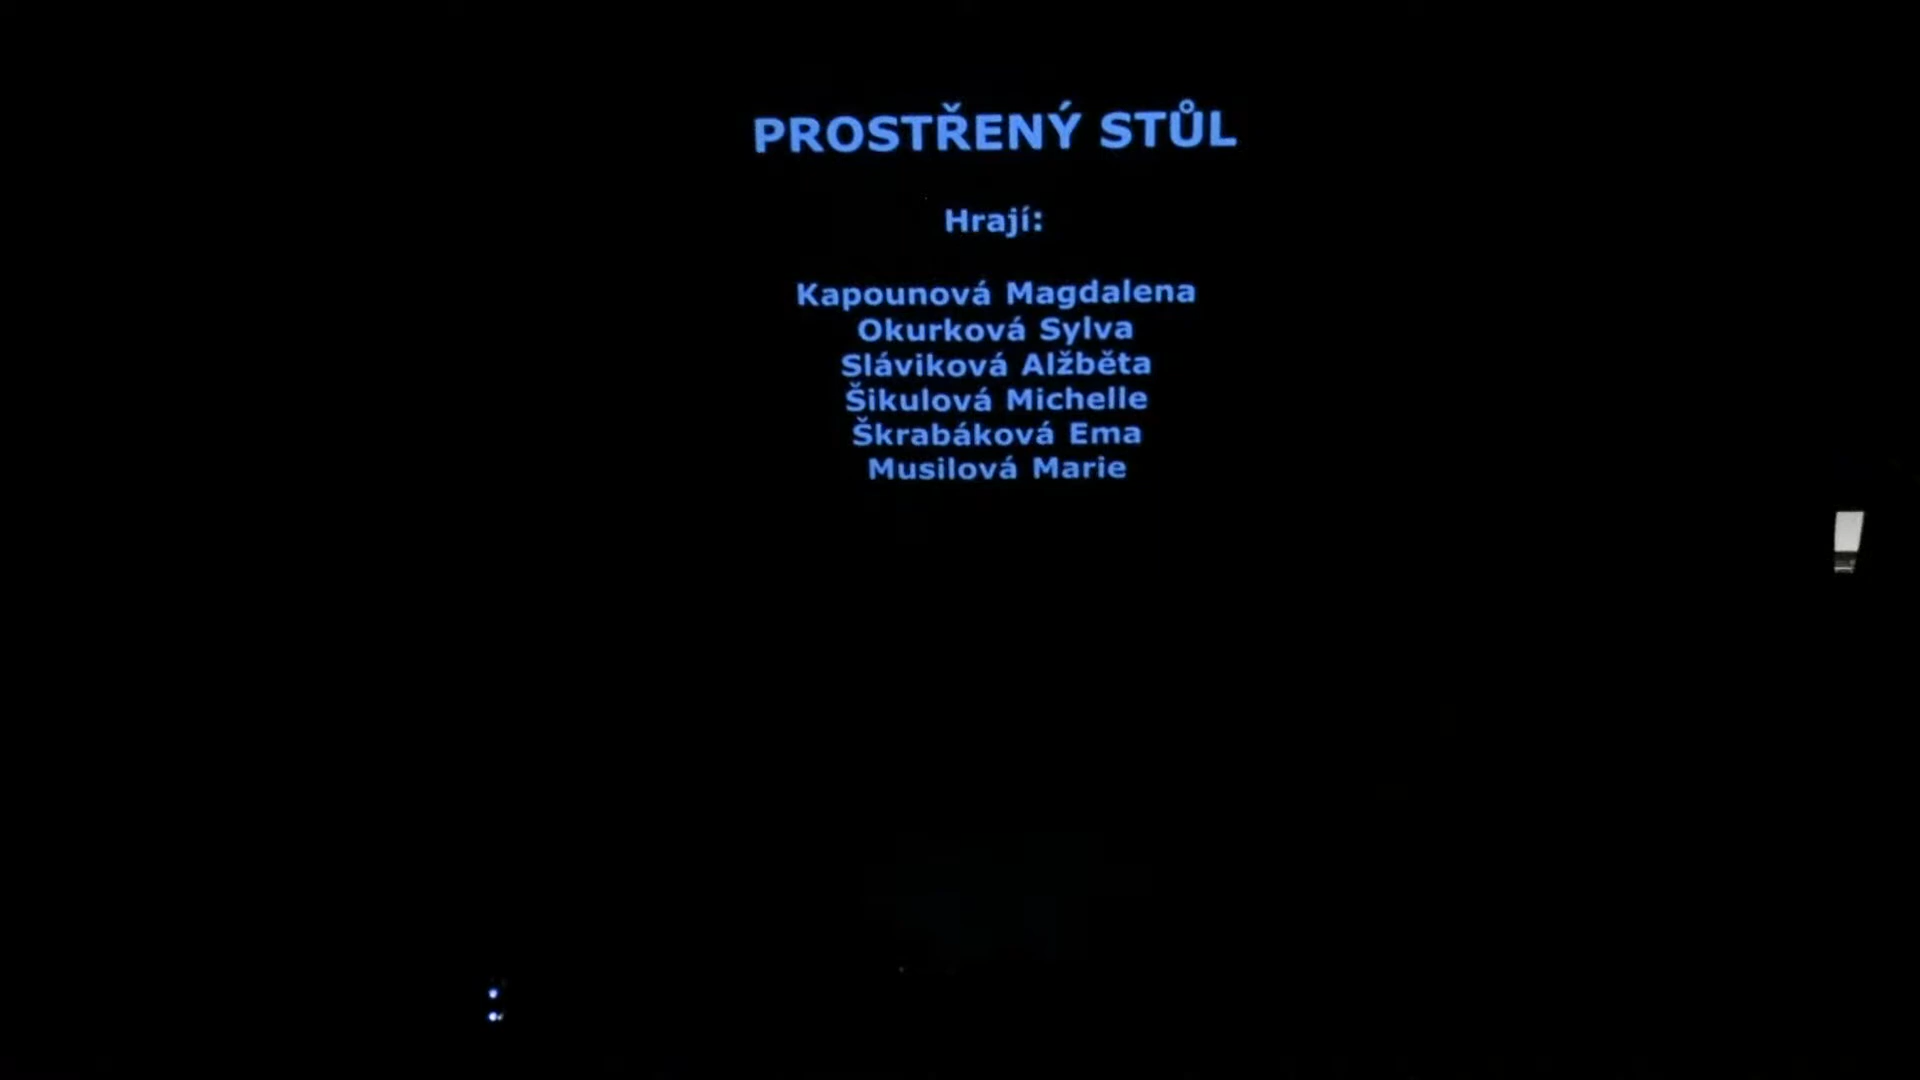 PROSTŘENÝ STŮL
Hrají:
Kapounová Magdalena
Okurková Sylva
Sláviková Alžběta
Šikulová Michelle
Škrabáková Ema
Musilová Marie